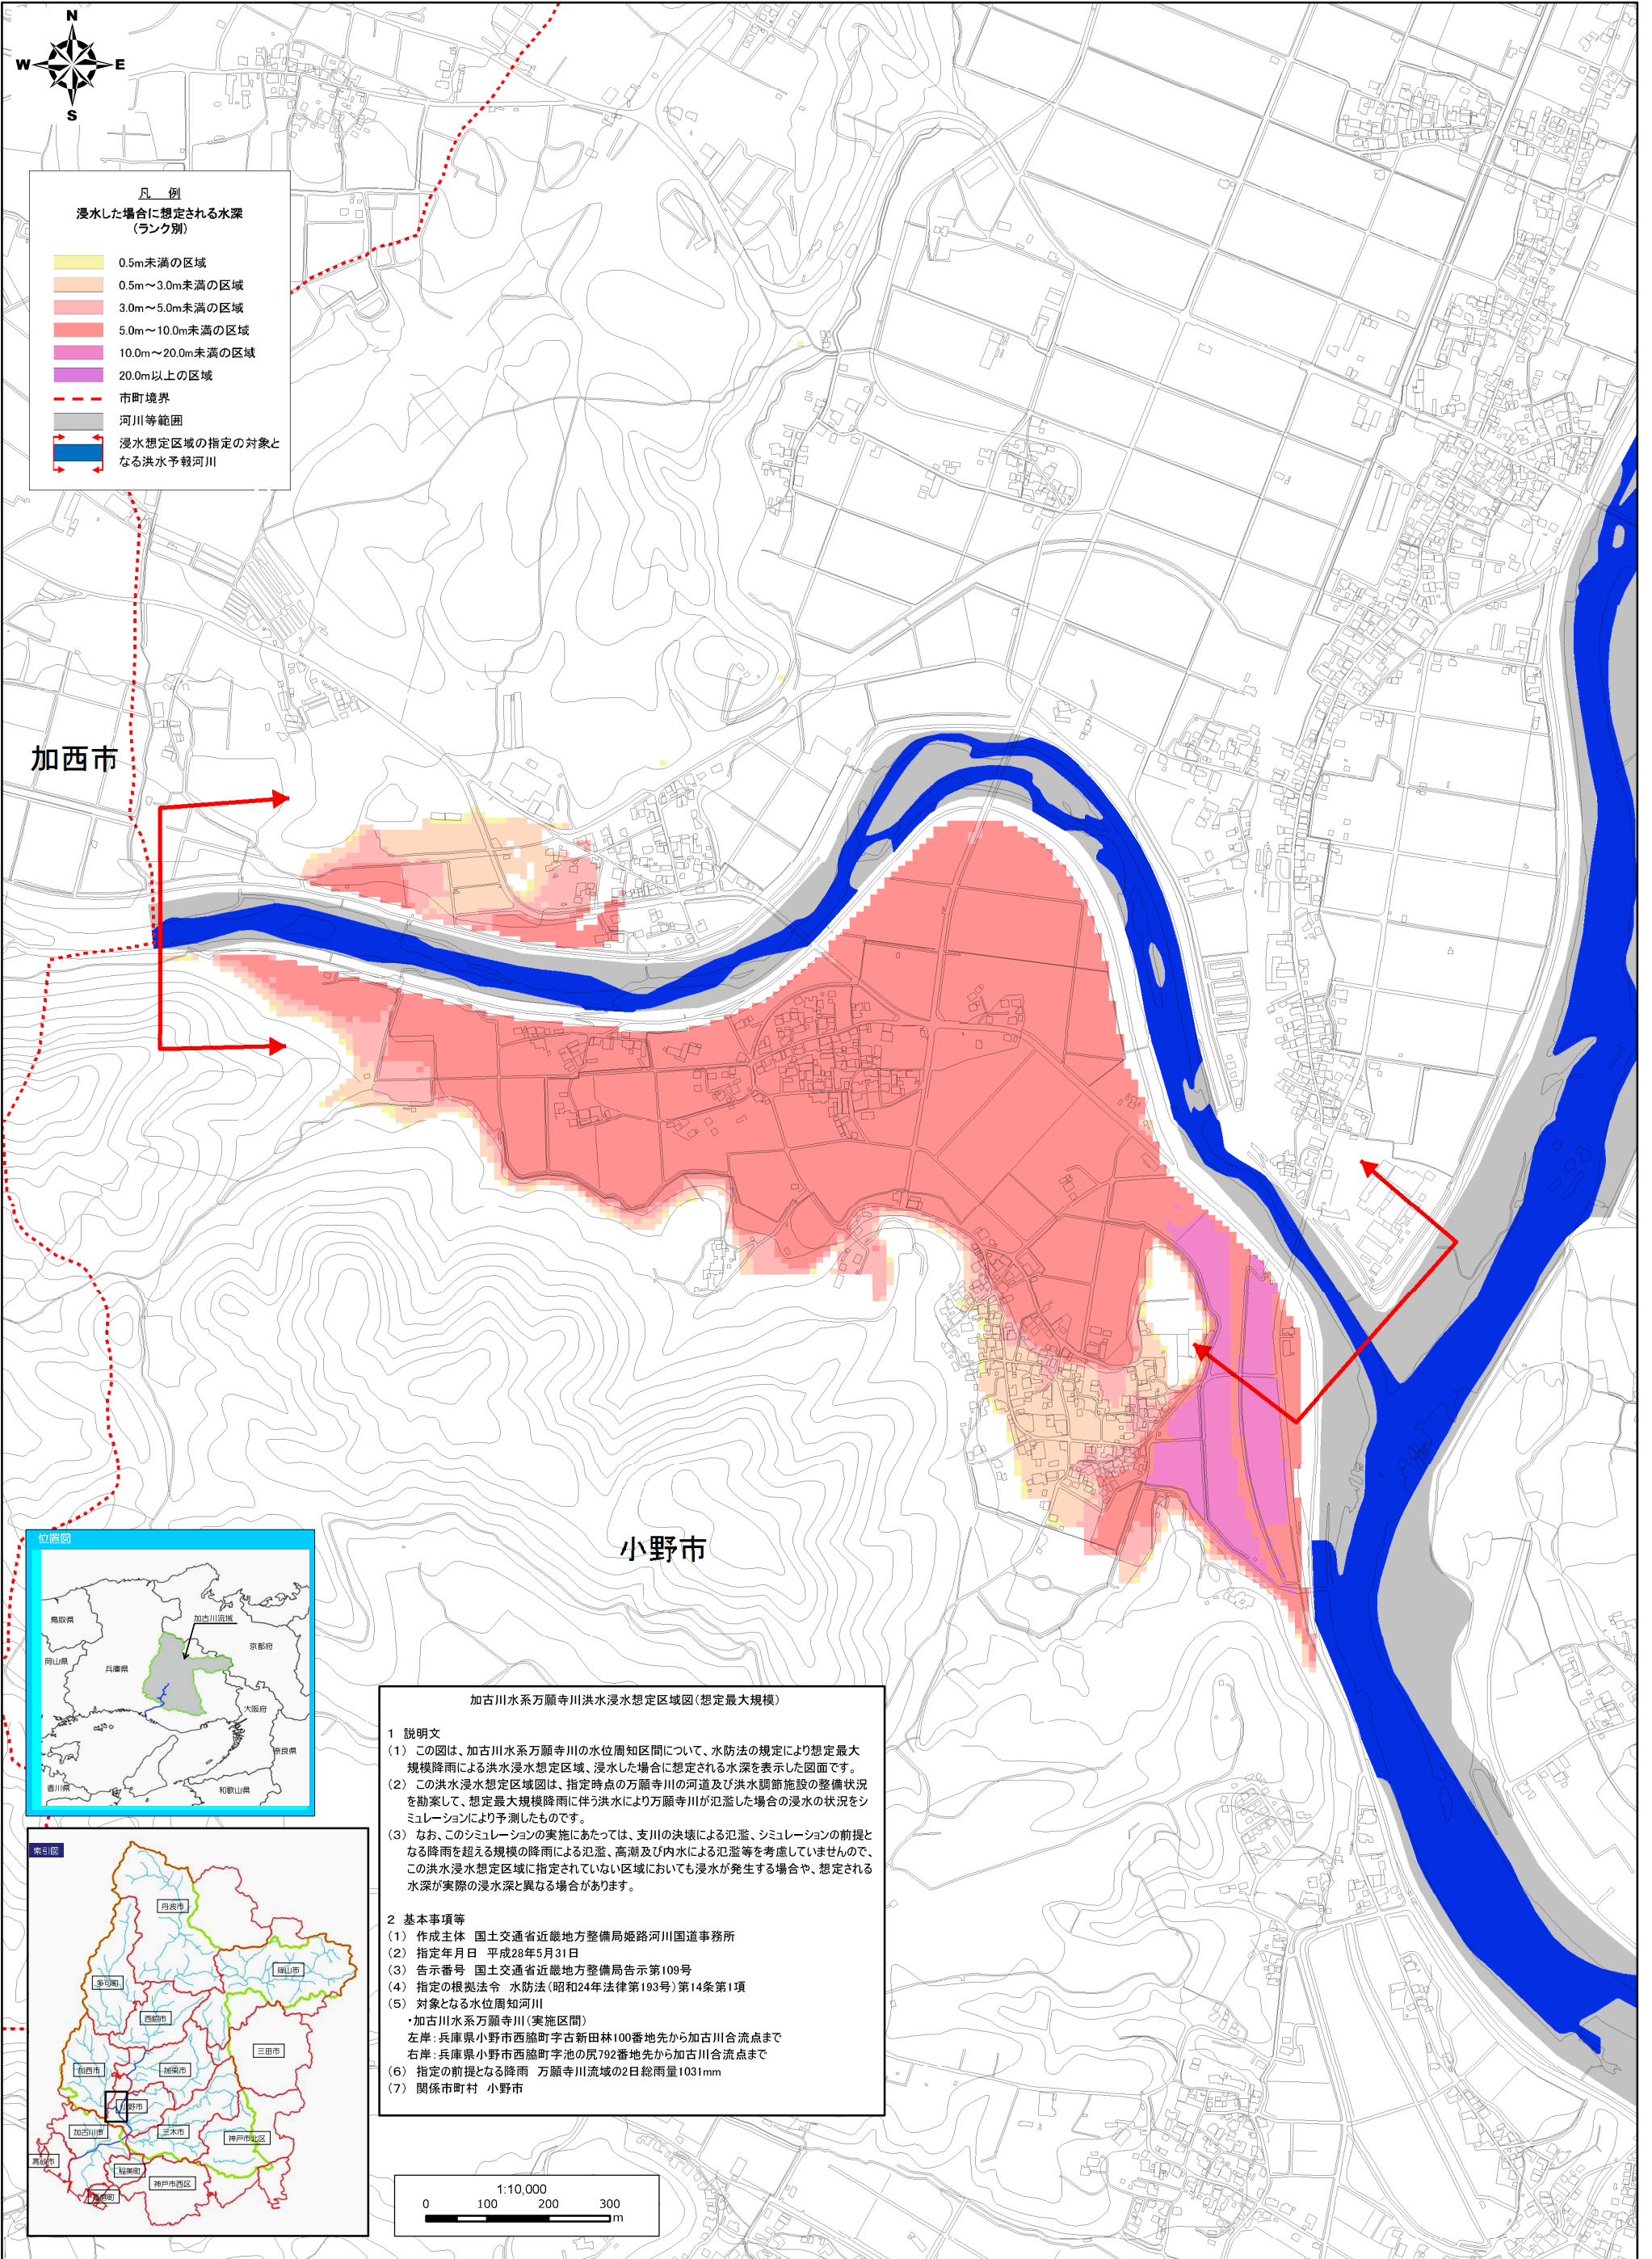 N
W
E
S
凡　例
浸水した場合に想定される水深
(ランク別)
0.5m未満の区域
0.5m～3.0m未満の区域
3.0m～5.0m未満の区域
5.0m～10.0m未満の区域
10.0m～20.0m未満の区域
20.0m以上の区域
市町境界
河川等範囲
浸水想定区域の指定の対象と
なる洪水予報河川
加西市
小野市
位置図
鳥取県
加古川流域
京都府
岡山県
兵庫県
大阪府
奈良県
香川県
和歌山県
索引図
丹波市
篠山市
多可町
西脇市
三田市
加西市
加東市
小野市
加古川市
三木市
神戸市北区
高砂市
稲美町
神戸市西区
加古川水系万願寺川洪水浸水想定区域図(想定最大規模)
1 説明文
(1) この図は、加古川水系万願寺川の水位周知区間について、水防法の規定により想定最大
規模降雨による洪水浸水想定区域、浸水した場合に想定される水深を表示した図面です。
(2) この洪水浸水想定区域図は、指定時点の万願寺川の河道及び洪水調節施設の整備状況
を勘案して、想定最大規模降雨に伴う洪水により万願寺川が氾濫した場合の浸水の状況をシ
ミュレーションにより予測したものです。
(3) なお、このシミュレーションの実施にあたっては、支川の決壊による氾濫、シミュレーションの前提と
なる降雨を超える規模の降雨による氾濫、高潮及び内水による氾濫等を考慮していませんので、
この洪水浸水想定区域に指定されていない区域においても浸水が発生する場合や、想定される
水深が実際の浸水深と異なる場合があります。
2 基本事項等
(1) 作成主体 国土交通省近畿地方整備局姫路河川国道事務所
(2) 指定年月日 平成28年5月31日
(3) 告示番号 国土交通省近畿地方整備局告示第109号
(4) 指定の根拠法令 水防法(昭和24年法律第193号)第14条第1項
(5) 対象となる水位周知河川
・加古川水系万願寺川(実施区間)
左岸:兵庫県小野市西脇町字古新田林100番地先から加古川合流点まで
右岸:兵庫県小野市西脇町字池の尻792番地先から加古川合流点まで
(6) 指定の前提となる降雨 万願寺川流域の2日総雨量1031mm
(7) 関係市町村 小野市
1:10,000
0 100 200 300
m